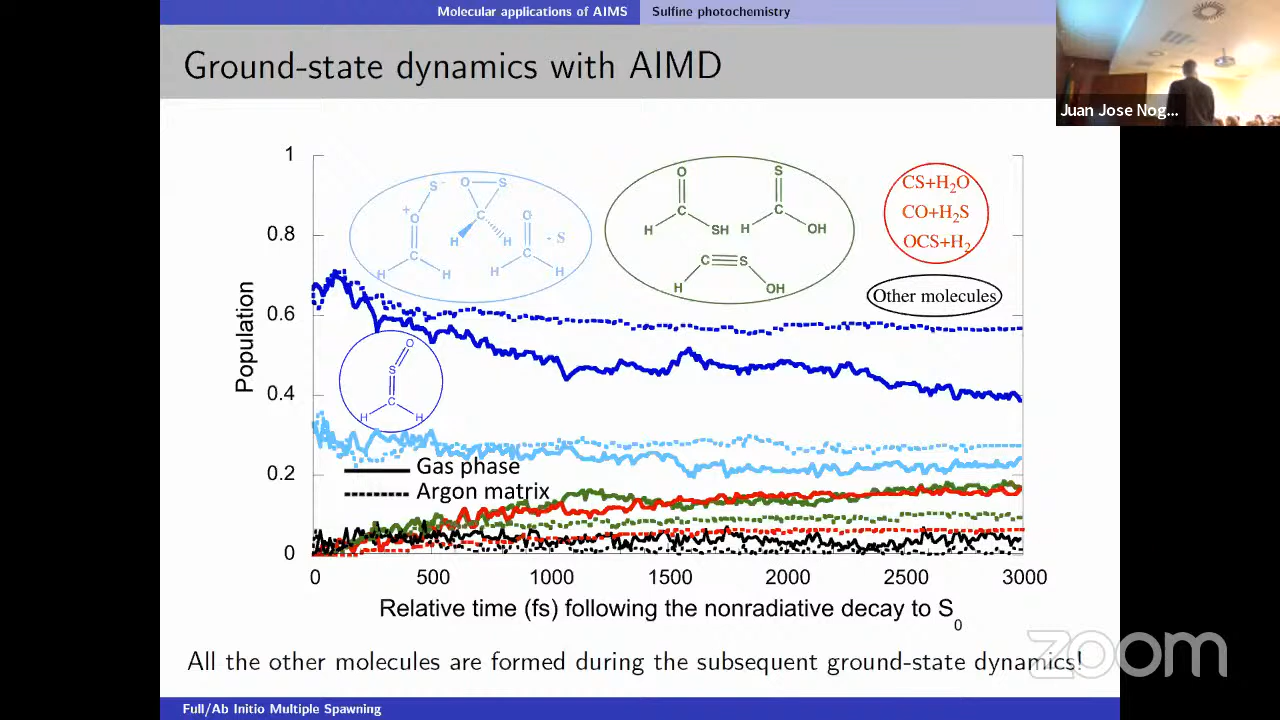 Molecular applications of AIMS Sulfine photochemistry
Ground-state dynamics with AIMD
Juan Jose Nog...
1
0.8
0.6
0.4
0.2
0
Population
S-
O
S
+
O
C
C
H
H
H
H
O
C
H
H
- S
O
C
H
SH
S
C
H
OH
C
S
H
OH
CS+H2O
CO+H2S
OCS+H2
Other molecules
O
S
C
H
H
Gas phase
Argon matrix
0 500 1000 1500 2000 2500 3000
Relative time (fs) following the nonradiative decay to S0
All the other molecules are formed during the subsequent ground-state dynamics!
zoom
Full/Ab Initio Multiple Spawning